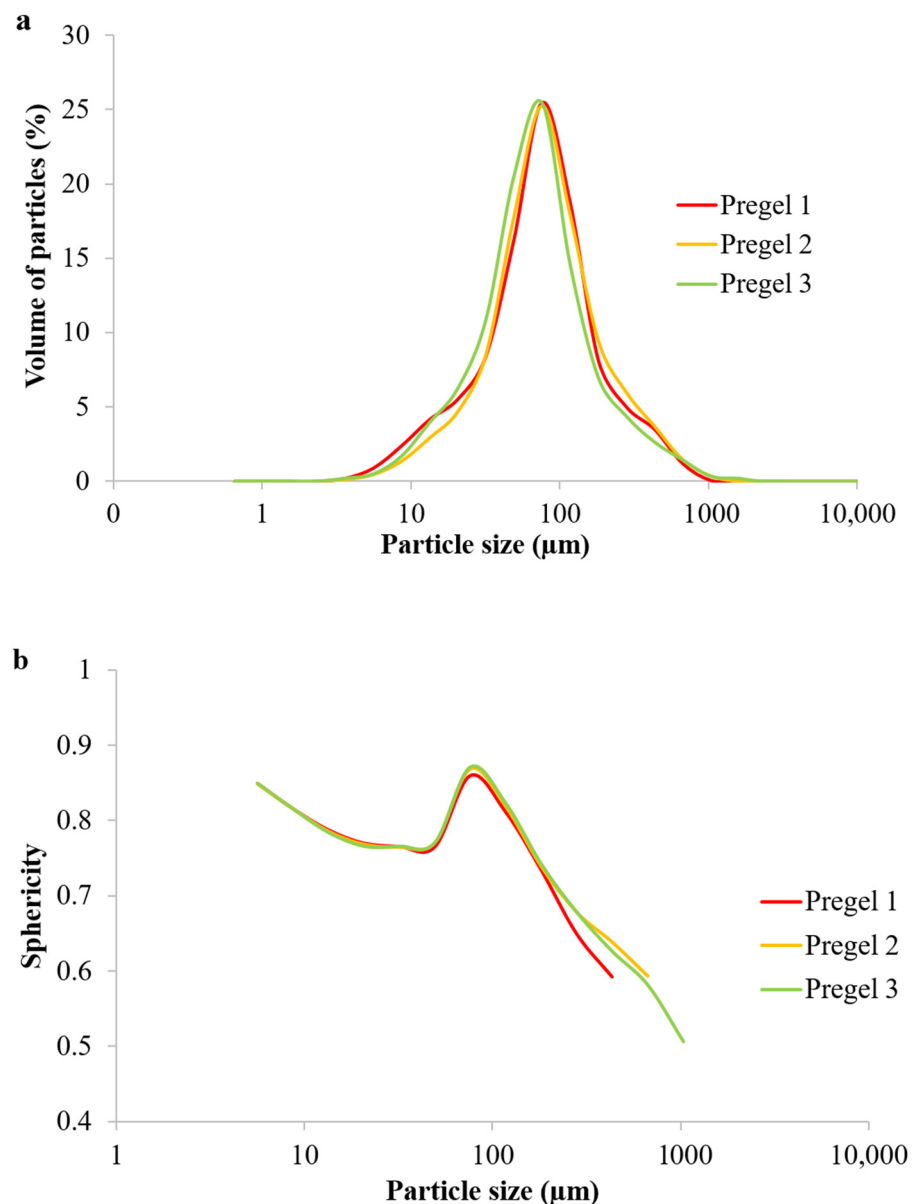 a
30
25
20
15
10
5
0
Volume of particles (%)
Pregel 1
Pregel 2
Pregel 3
0 1 10 100 1000 10,000
Particle size (µm)
b
1
0.9
0.8
0.7
0.6
0.5
0.4
Sphericity
Pregel 1
Pregel 2
Pregel 3
1 10 100 1000 10,000
Particle size (µm)